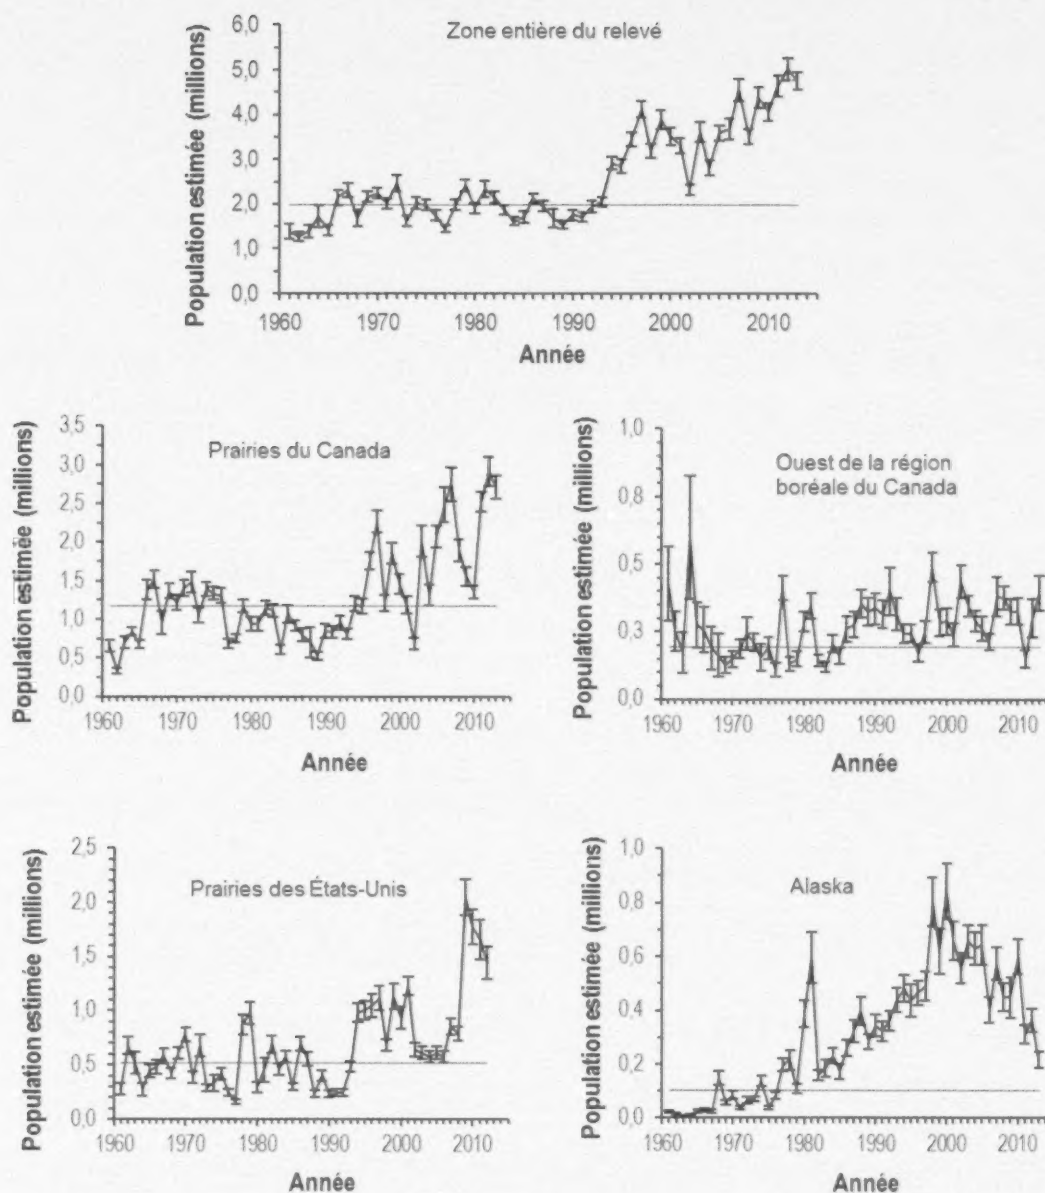 Zone entière du relevé
Population estimée (millions)
6,0
5,0
4,0
3,0
2,0
1,0
0,0
1960 1970 1980 1990 2000 2010
Année
Prairies du Canada
Population estimée (millions)
3,5
3,0
2,5
2,0
1,5
1,0
0,5
0,0
1960 1970 1980 1990 2000 2010
Année
Ouest de la région
boréale du Canada
Population estimée (millions)
1,0
0,8
0,5
0,3
0,0
1960 1970 1980 1990 2000 2010
Année
Prairies des États-Unis
Population estimée (millions)
2,5
2,0
1,5
1,0
0,5
0,0
1960 1970 1980 1990 2000 2010
Année
Alaska
Population estimée (millions)
1,0
0,8
0,6
0,4
0,2
0,0
1960 1970 1980 1990 2000 2010
Année